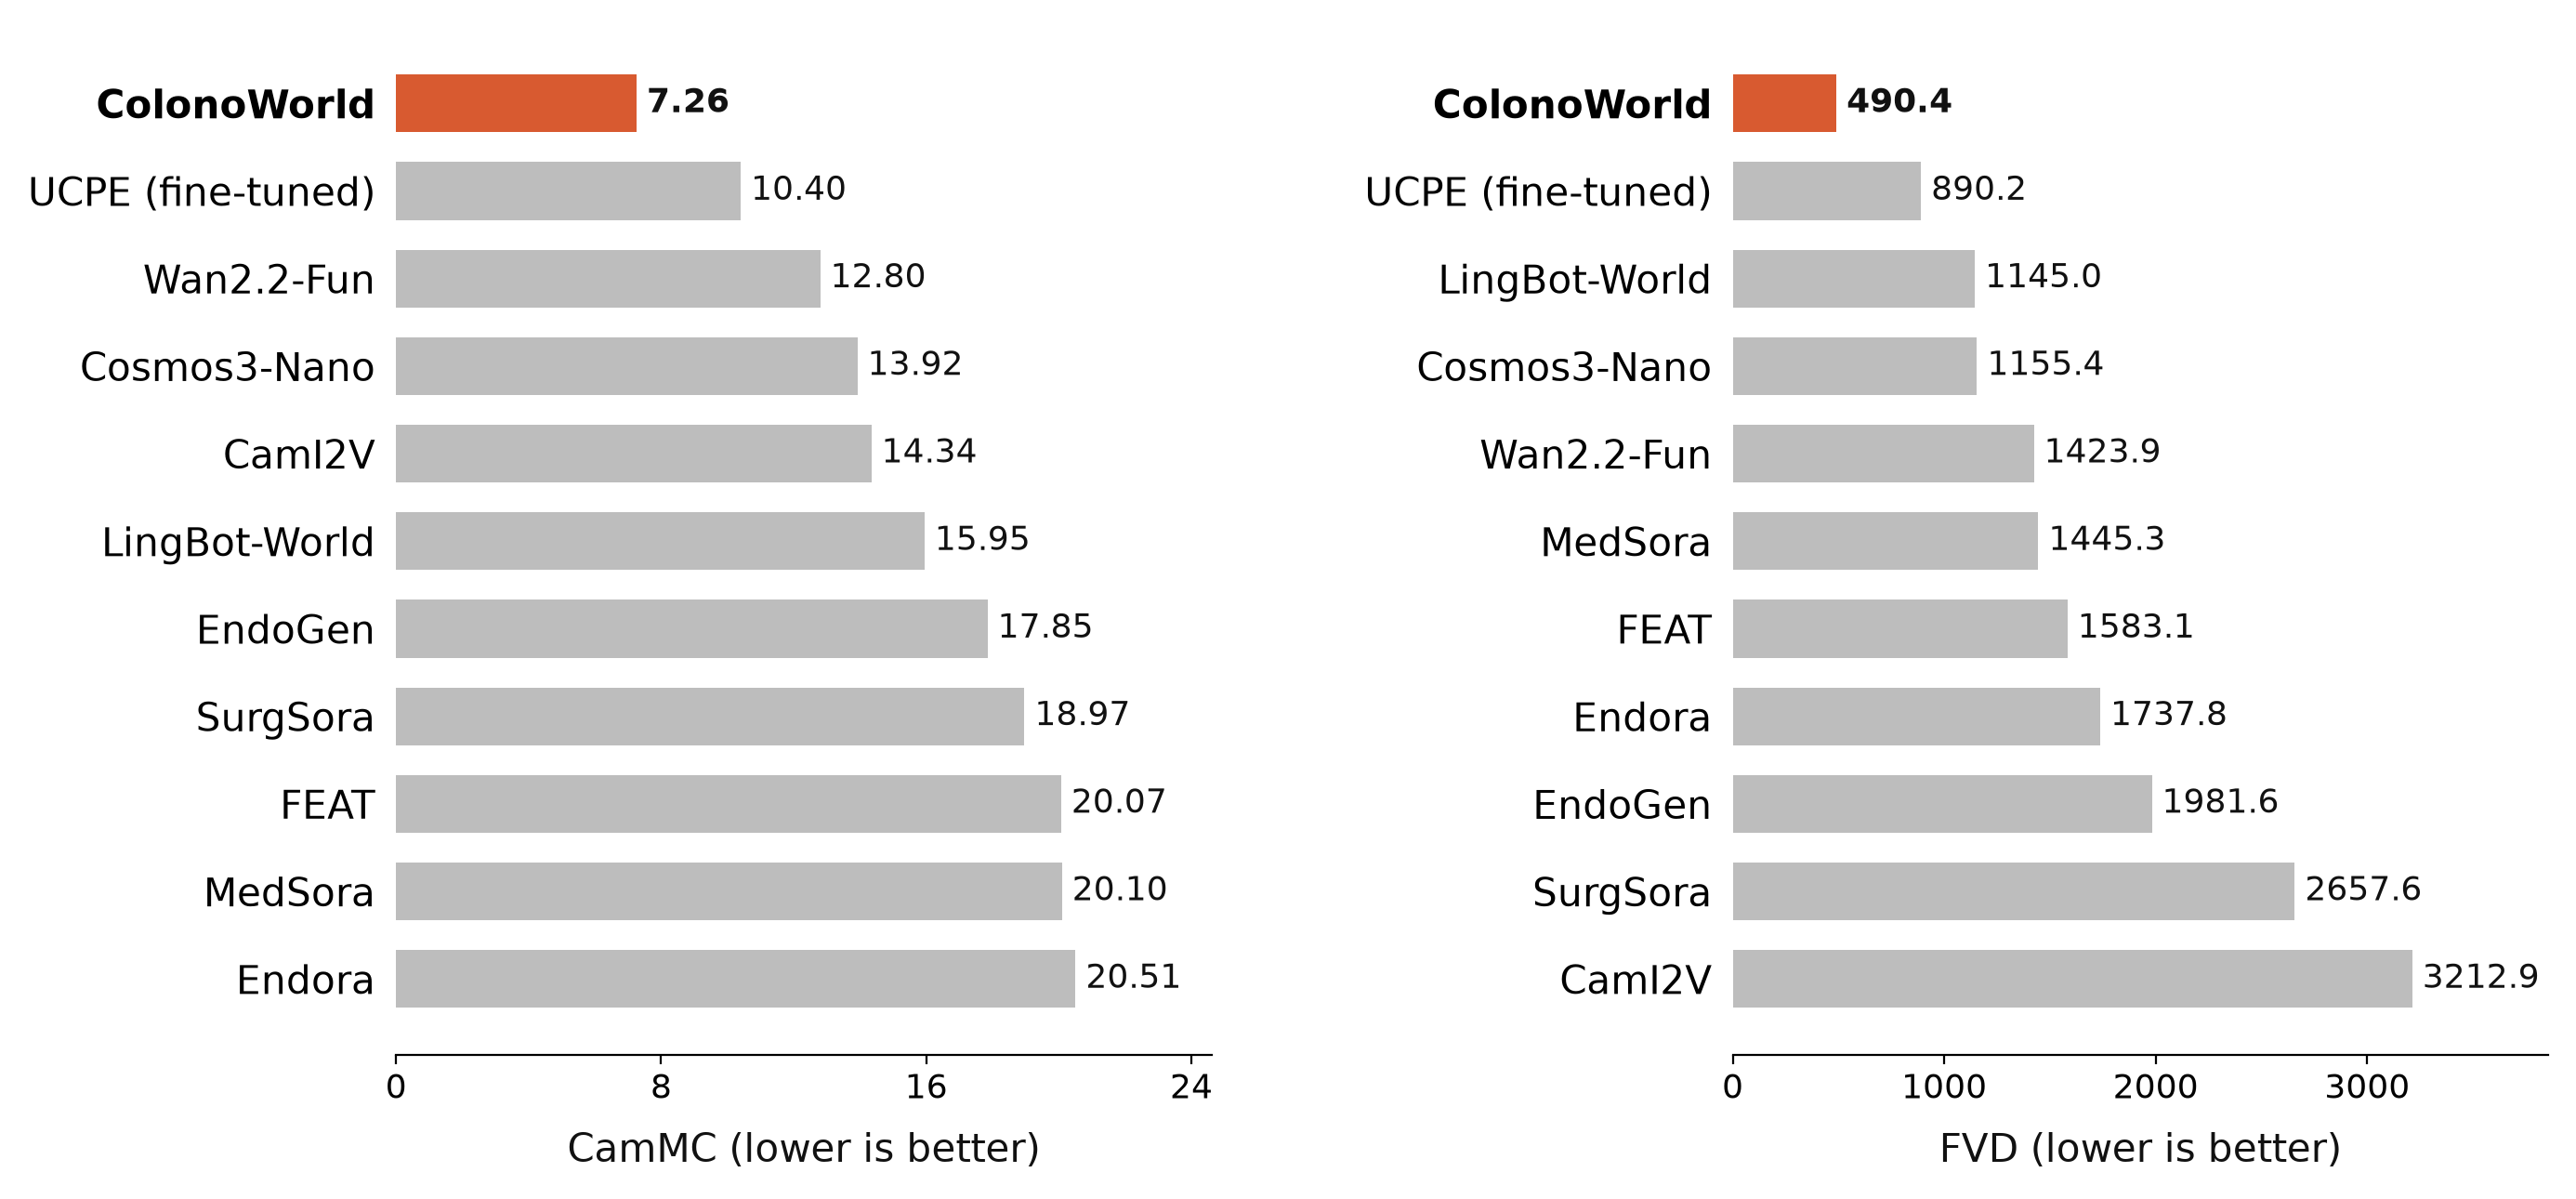 ColonoWorld 7.26
UCPE (fine-tuned) 10.40
Wan2.2-Fun 12.80
Cosmos3-Nano 13.92
CamI2V 14.34
LingBot-World 15.95
EndoGen 17.85
SurgSora 18.97
FEAT 20.07
MedSora 20.10
Endora 20.51
0 8 16 24
CamMC (lower is better)
ColonoWorld 490.4
UCPE (fine-tuned) 890.2
LingBot-World 1145.0
Cosmos3-Nano 1155.4
Wan2.2-Fun 1423.9
MedSora 1445.3
FEAT 1583.1
Endora 1737.8
EndoGen 1981.6
SurgSora 2657.6
CamI2V 3212.9
0 1000 2000 3000
FVD (lower is better)